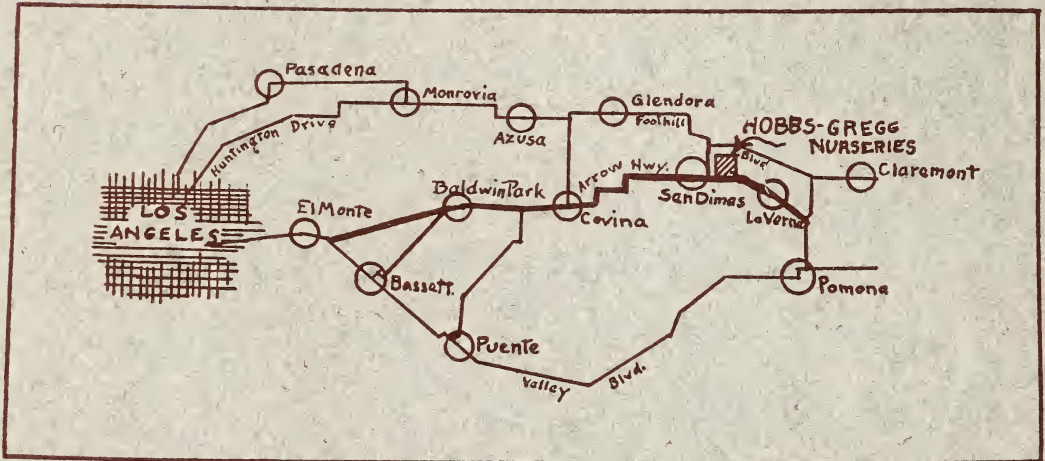 Pasadena
Monrovia
Glendora
Foothill
Azusa
HOBBS-GREGG
NURSERIES
Blvd
Huntington Drive
Arrow Hwy.
Claremont
Baldwin Park
San Dimas
LOS
ANGELES
El Monte
Covina
La Verne
Bassett.
Pomona
Puente
Valley Blvd.